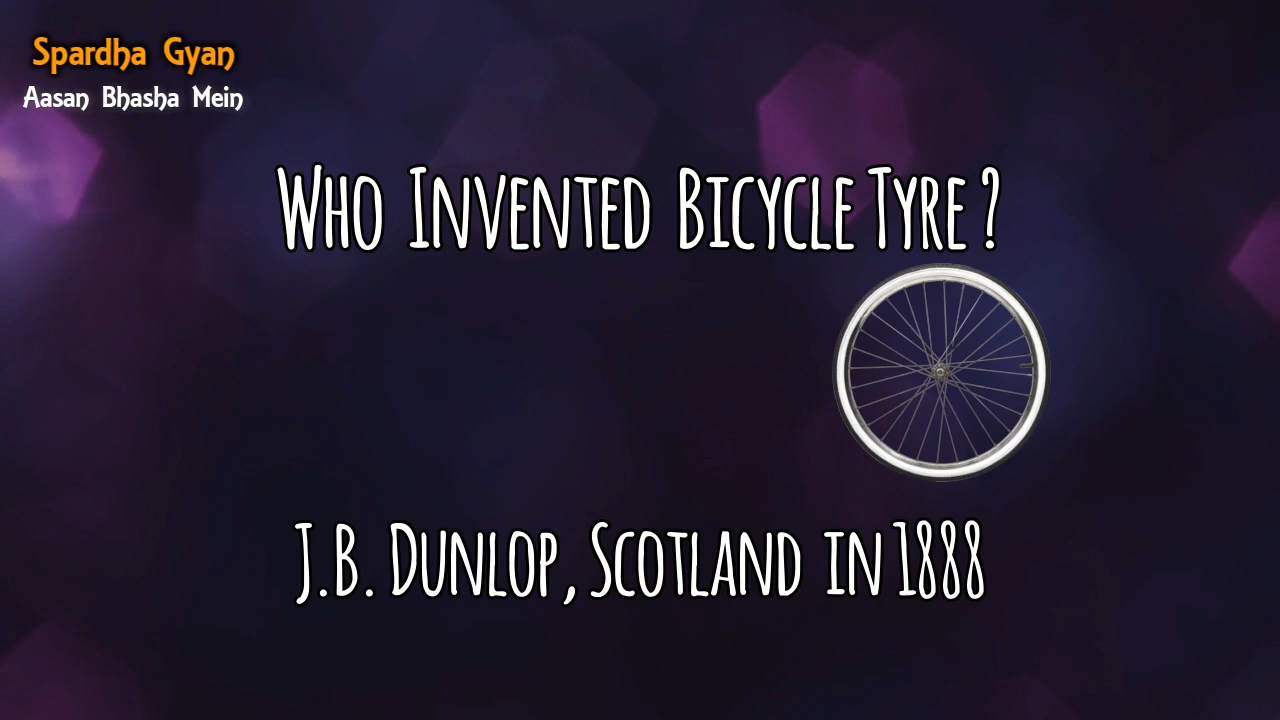 Spardha Gyan
Aasan Bhasha Mein
Who Invented Bicycle Tyre ?
J.B. Dunlop, Scotland in 1888